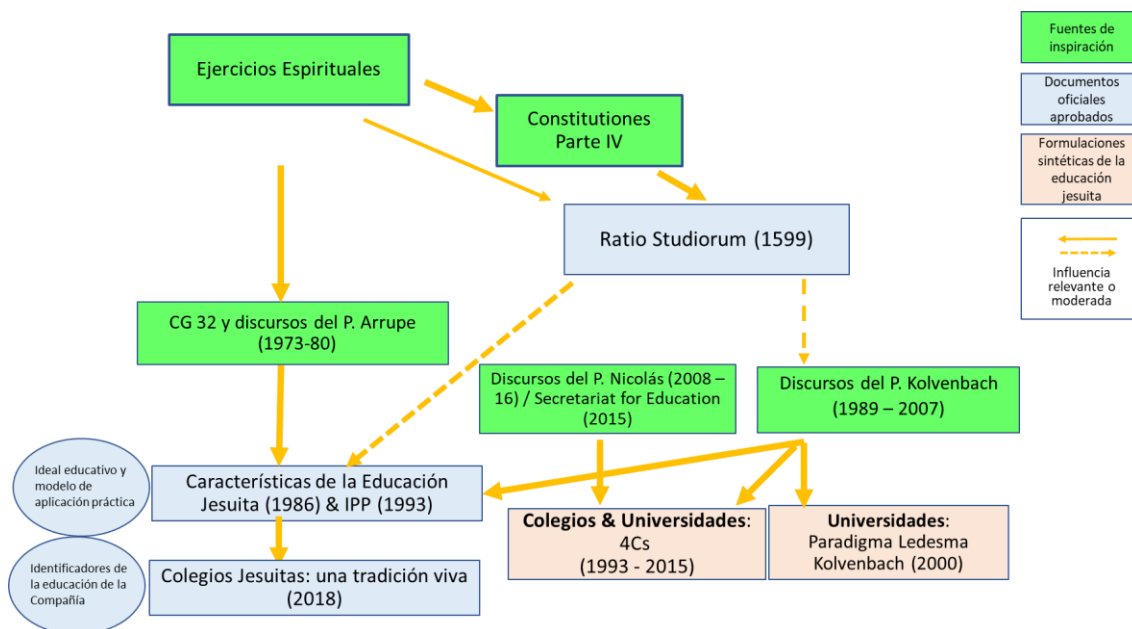 Ejercicios Espirituales
Constitutiones
Parte IV
Ratio Studiorum (1599)
CG 32 y discursos del P. Arrupe
(1973-80)
Discursos del P. Nicolás (2008 –
16) / Secretariat for Education
(2015)
Discursos del P. Kolvenbach
(1989 – 2007)
Ideal educativo y
modelo de
aplicación práctica
Características de la Educación
Jesuita (1986) & IPP (1993)
Colegios & Universidades:
4Cs
(1993 - 2015)
Universidades:
Paradigma Ledesma
Kolvenbach (2000)
Identificadores de
la educación de la
Compañía
Colegios Jesuitas: una tradición viva
(2018)
Fuentes de
inspiración
Documentos
oficiales
aprobados
Formulaciones
sintéticas de la
educación
jesuita
Influencia
relevante o
moderada